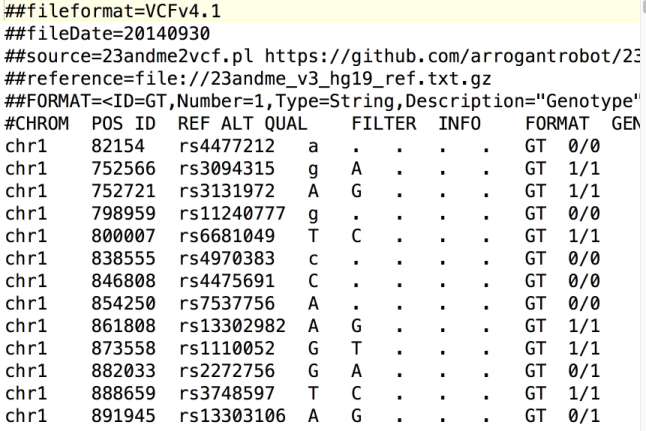 ##fileformat=VCFv4.1
##fileDate=20140930
##source=23andme2vcf.pl https://github.com/arrogantrobot/23
##reference=file://23andme_v3_hg19_ref.txt.gz
##FORMAT=<ID=GT,Number=1,Type=String,Description="Genotype"
#CHROM POS ID REF ALT QUAL FILTER INFO FORMAT GEN
chr1 82154 rs4477212 a . . . . GT 0/0
chr1 752566 rs3094315 g A . . . GT 1/1
chr1 752721 rs3131972 A G . . . GT 1/1
chr1 798959 rs11240777 g . . . . GT 0/0
chr1 800007 rs6681049 T C . . . GT 1/1
chr1 838555 rs4970383 c . . . . GT 0/0
chr1 846808 rs4475691 C . . . . GT 0/0
chr1 854250 rs7537756 A . . . . GT 0/0
chr1 861808 rs13302982 A G . . . GT 1/1
chr1 873558 rs1110052 G T . . . GT 1/1
chr1 882033 rs2272756 G A . . . GT 0/1
chr1 888659 rs3748597 T C . . . GT 1/1
chr1 891945 rs13303106 A G . . . GT 0/1